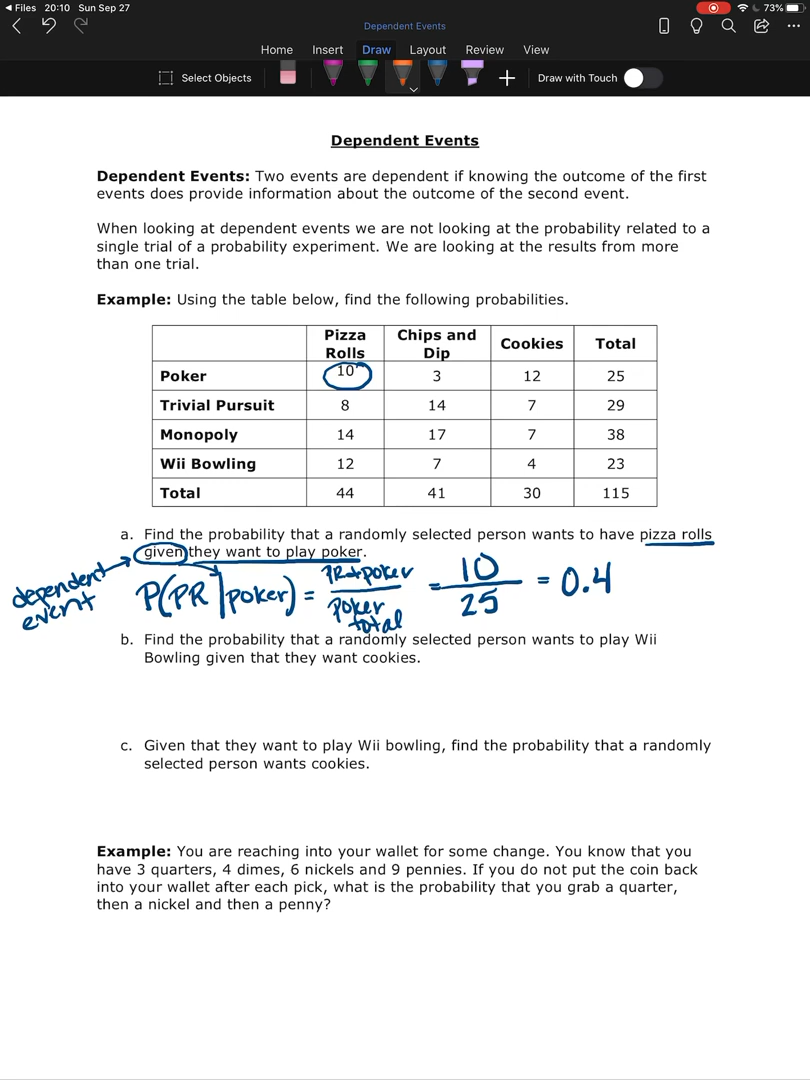 Files 20:10 Sun Sep 27 73%
Dependent Events
Home Insert Draw Layout Review View
Select Objects Draw with Touch
Dependent Events
Dependent Events: Two events are dependent if knowing the outcome of the first
events does provide information about the outcome of the second event.
When looking at dependent events we are not looking at the probability related to a
single trial of a probability experiment. We are looking at the results from more
than one trial.
Example: Using the table below, find the following probabilities.
Pizza Rolls Chips and Dip Cookies Total
Poker 10 3 12 25
Trivial Pursuit 8 14 7 29
Monopoly 14 17 7 38
Wii Bowling 12 7 4 23
Total 44 41 30 115
a. Find the probability that a randomly selected person wants to have pizza rolls
given they want to play poker.
dependent event
P(PR | poker) = PR+poker / poker total = 10 / 25 = 0.4
b. Find the probability that a randomly selected person wants to play Wii
Bowling given that they want cookies.
c. Given that they want to play Wii bowling, find the probability that a randomly
selected person wants cookies.
Example: You are reaching into your wallet for some change. You know that you
have 3 quarters, 4 dimes, 6 nickels and 9 pennies. If you do not put the coin back
into your wallet after each pick, what is the probability that you grab a quarter,
then a nickel and then a penny?